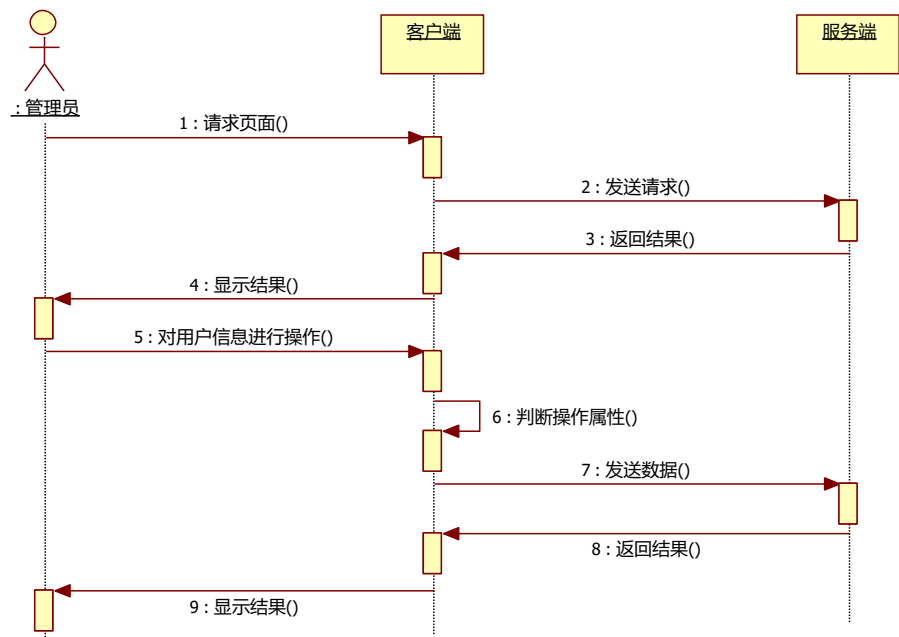 客户端
服务端
: 管理员
1 : 请求页面()
2 : 发送请求()
3 : 返回结果()
4 : 显示结果()
5 : 对用户信息进行操作()
6 : 判断操作属性()
7 : 发送数据()
8 : 返回结果()
9 : 显示结果()